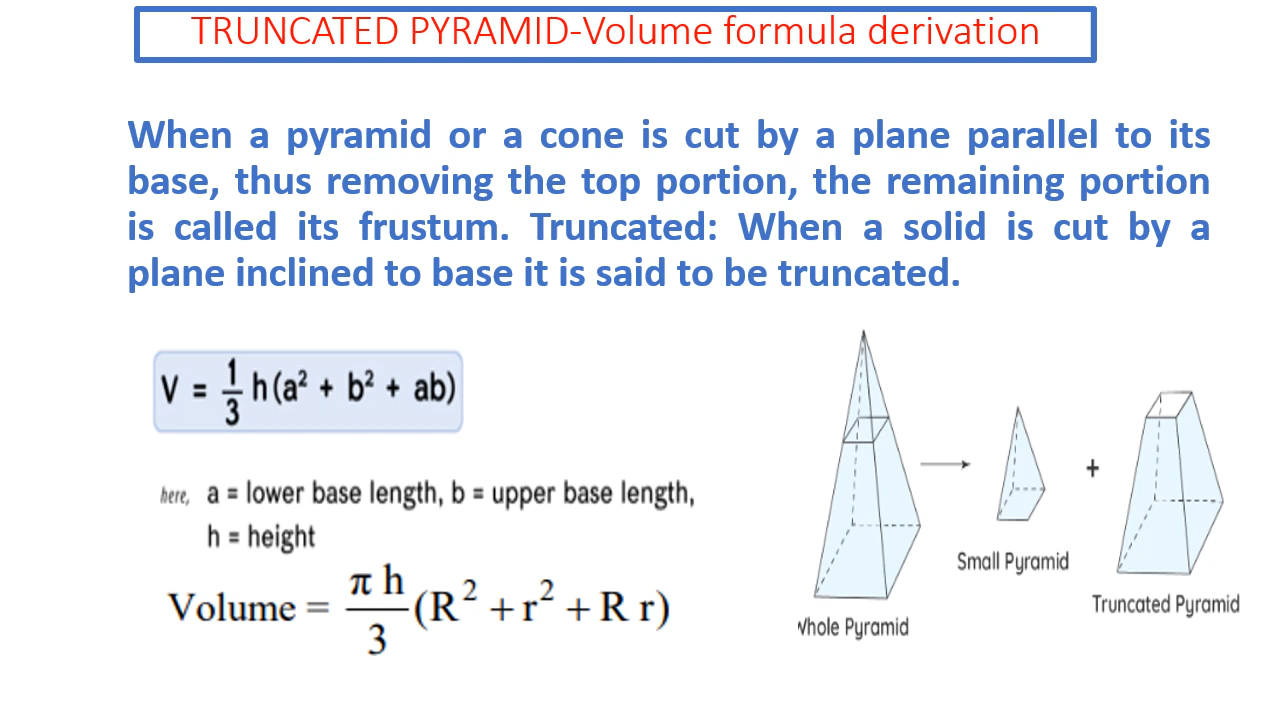 TRUNCATED PYRAMID-Volume formula derivation
When a pyramid or a cone is cut by a plane parallel to its
base, thus removing the top portion, the remaining portion
is called its frustum. Truncated: When a solid is cut by a
plane inclined to base it is said to be truncated.
V = 1/3 h(a² + b² + ab)
here, a = lower base length, b = upper base length,
h = height
Volume = π h/3 (R² + r² + R r)
+
Small Pyramid
Truncated Pyramid
Whole Pyramid